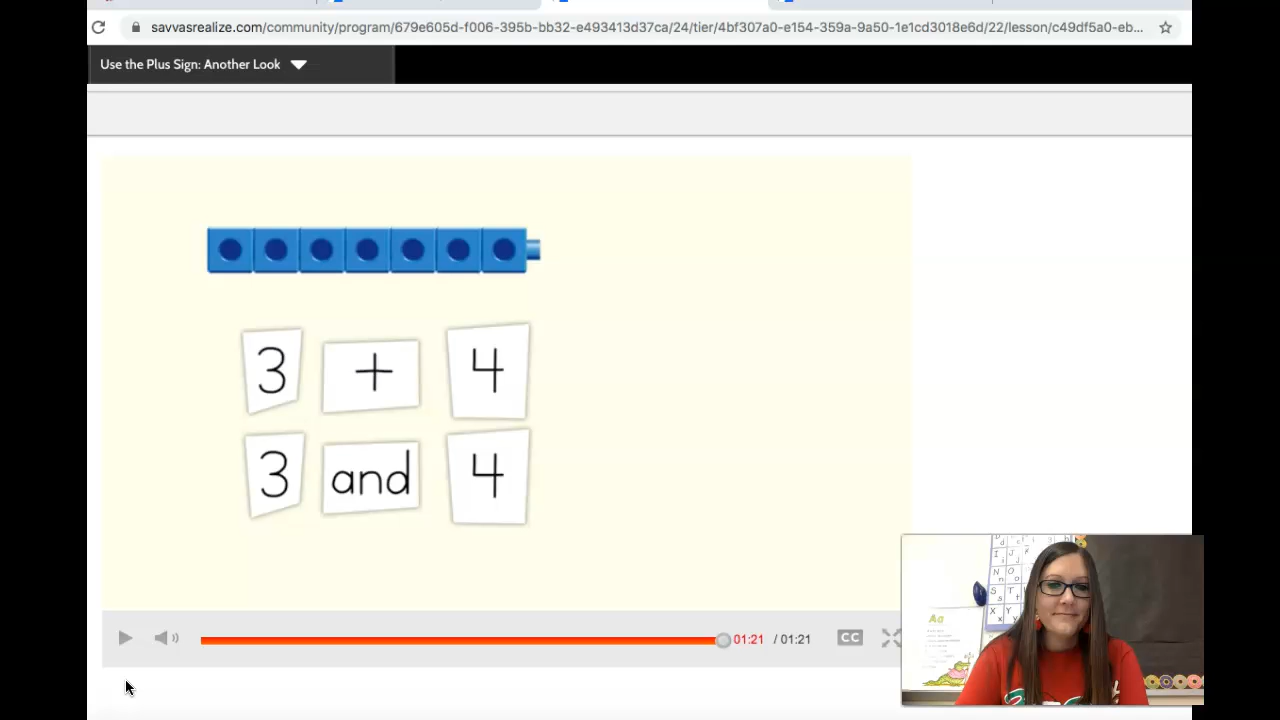 savvasrealize.com/community/program/679e605d-f006-395b-bb32-e493413d37ca/24/tier/4bf307a0-e154-359a-9a50-1e1cd3018e6d/22/lesson/c49df5a0-eb...
Use the Plus Sign: Another Look
3 + 4
3 and 4
01:21 / 01:21 CC
Aa